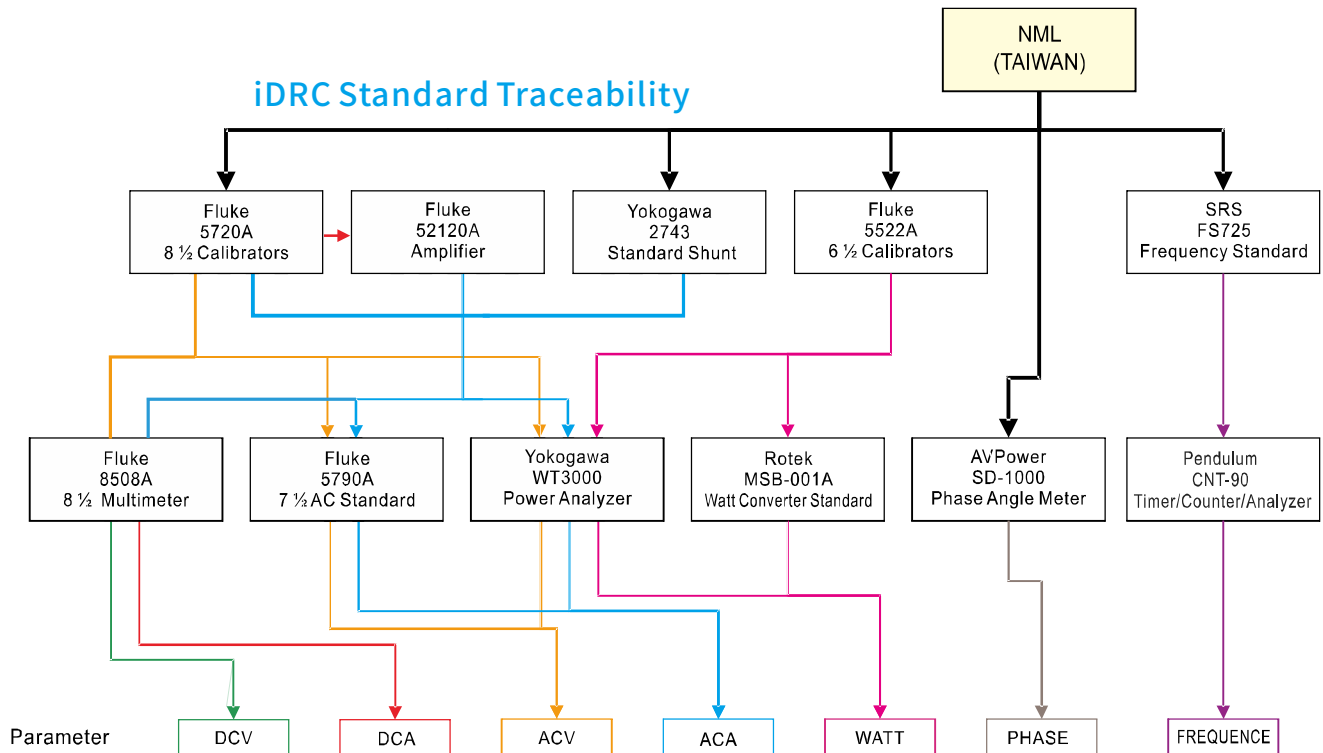 NML
(TAIWAN)
iDRC Standard Traceability
Fluke
5720A
8 ½ Calibrators
Fluke
52120A
Amplifier
Yokogawa
2743
Standard Shunt
Fluke
5522A
6 ½ Calibrators
SRS
FS725
Frequency Standard
Fluke
8508A
8 ½ Multimeter
Fluke
5790A
7 ½ AC Standard
Yokogawa
WT3000
Power Analyzer
Rotek
MSB-001A
Watt Converter Standard
AVPower
SD-1000
Phase Angle Meter
Pendulum
CNT-90
Timer/Counter/Analyzer
Parameter
DCV
DCA
ACV
ACA
WATT
PHASE
FREQUENCE